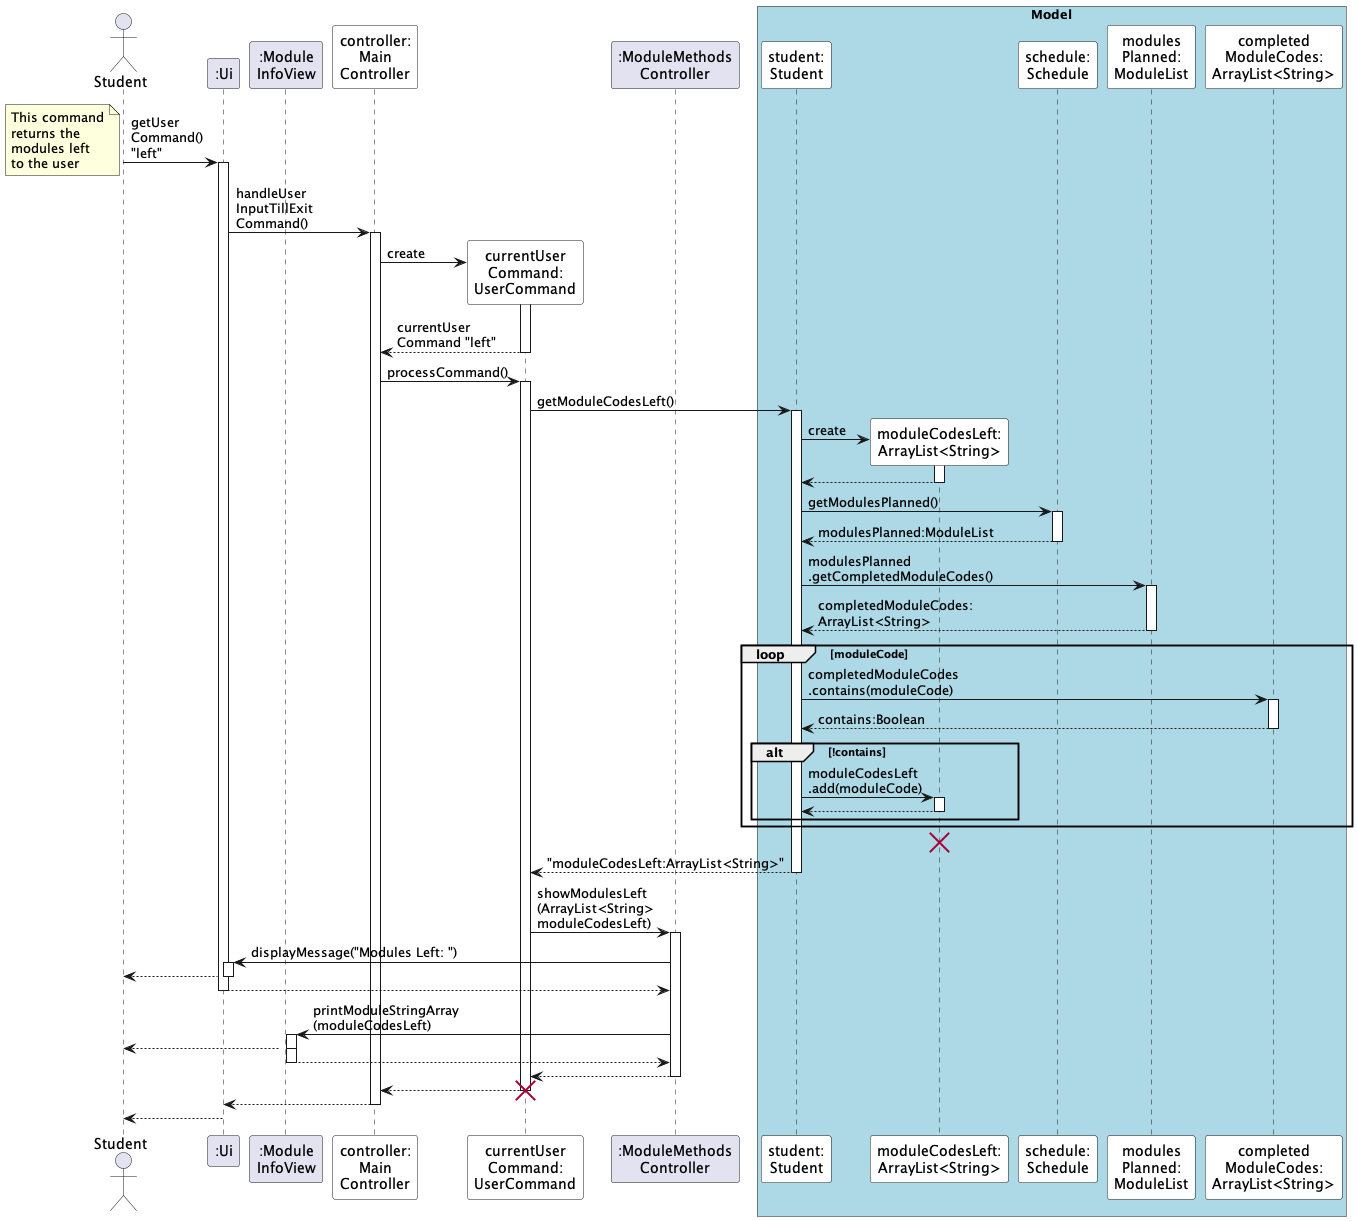 Model
Student
:Ui
:Module
InfoView
controller:
Main
Controller
:ModuleMethods
Controller
student:
Student
schedule:
Schedule
modules
Planned:
ModuleList
completed
ModuleCodes:
ArrayList<String>
This command
returns the
modules left
to the user
getUser
Command()
"left"
handleUser
InputTillExit
Command()
create
currentUser
Command:
UserCommand
currentUser
Command "left"
processCommand()
getModuleCodesLeft()
create
moduleCodesLeft:
ArrayList<String>
getModulesPlanned()
modulesPlanned:ModuleList
modulesPlanned
.getCompletedModuleCodes()
completedModuleCodes:
ArrayList<String>
loop
[moduleCode]
completedModuleCodes
.contains(moduleCode)
contains:Boolean
alt
[!contains]
moduleCodesLeft
.add(moduleCode)
"moduleCodesLeft:ArrayList<String>"
showModulesLeft
(ArrayList<String>
moduleCodesLeft)
displayMessage("Modules Left: ")
printModuleStringArray
(moduleCodesLeft)
Student
:Ui
:Module
InfoView
controller:
Main
Controller
currentUser
Command:
UserCommand
:ModuleMethods
Controller
student:
Student
moduleCodesLeft:
ArrayList<String>
schedule:
Schedule
modules
Planned:
ModuleList
completed
ModuleCodes:
ArrayList<String>